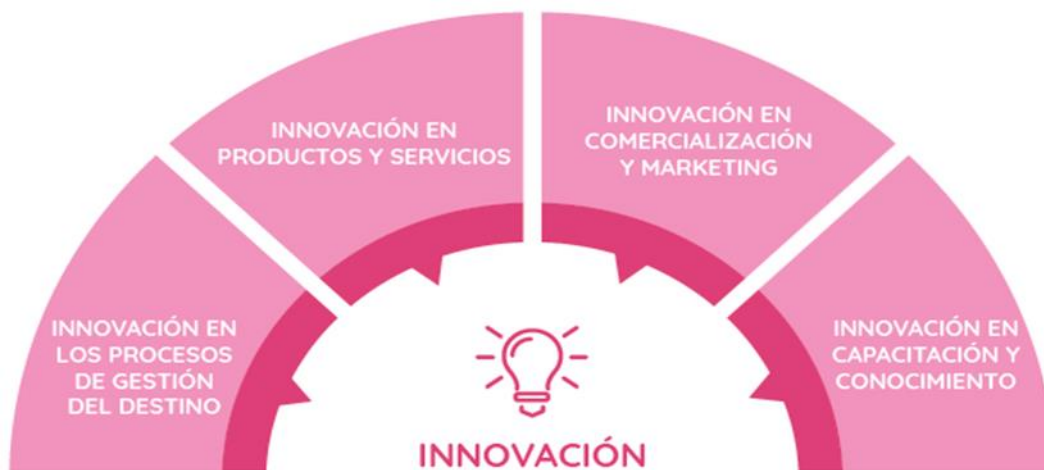 INNOVACIÓN EN
LOS PROCESOS
DE GESTIÓN
DEL DESTINO
INNOVACIÓN EN
PRODUCTOS Y SERVICIOS
INNOVACIÓN EN
COMERCIALIZACIÓN
Y MARKETING
INNOVACIÓN EN
CAPACITACIÓN Y
CONOCIMIENTO
INNOVACIÓN